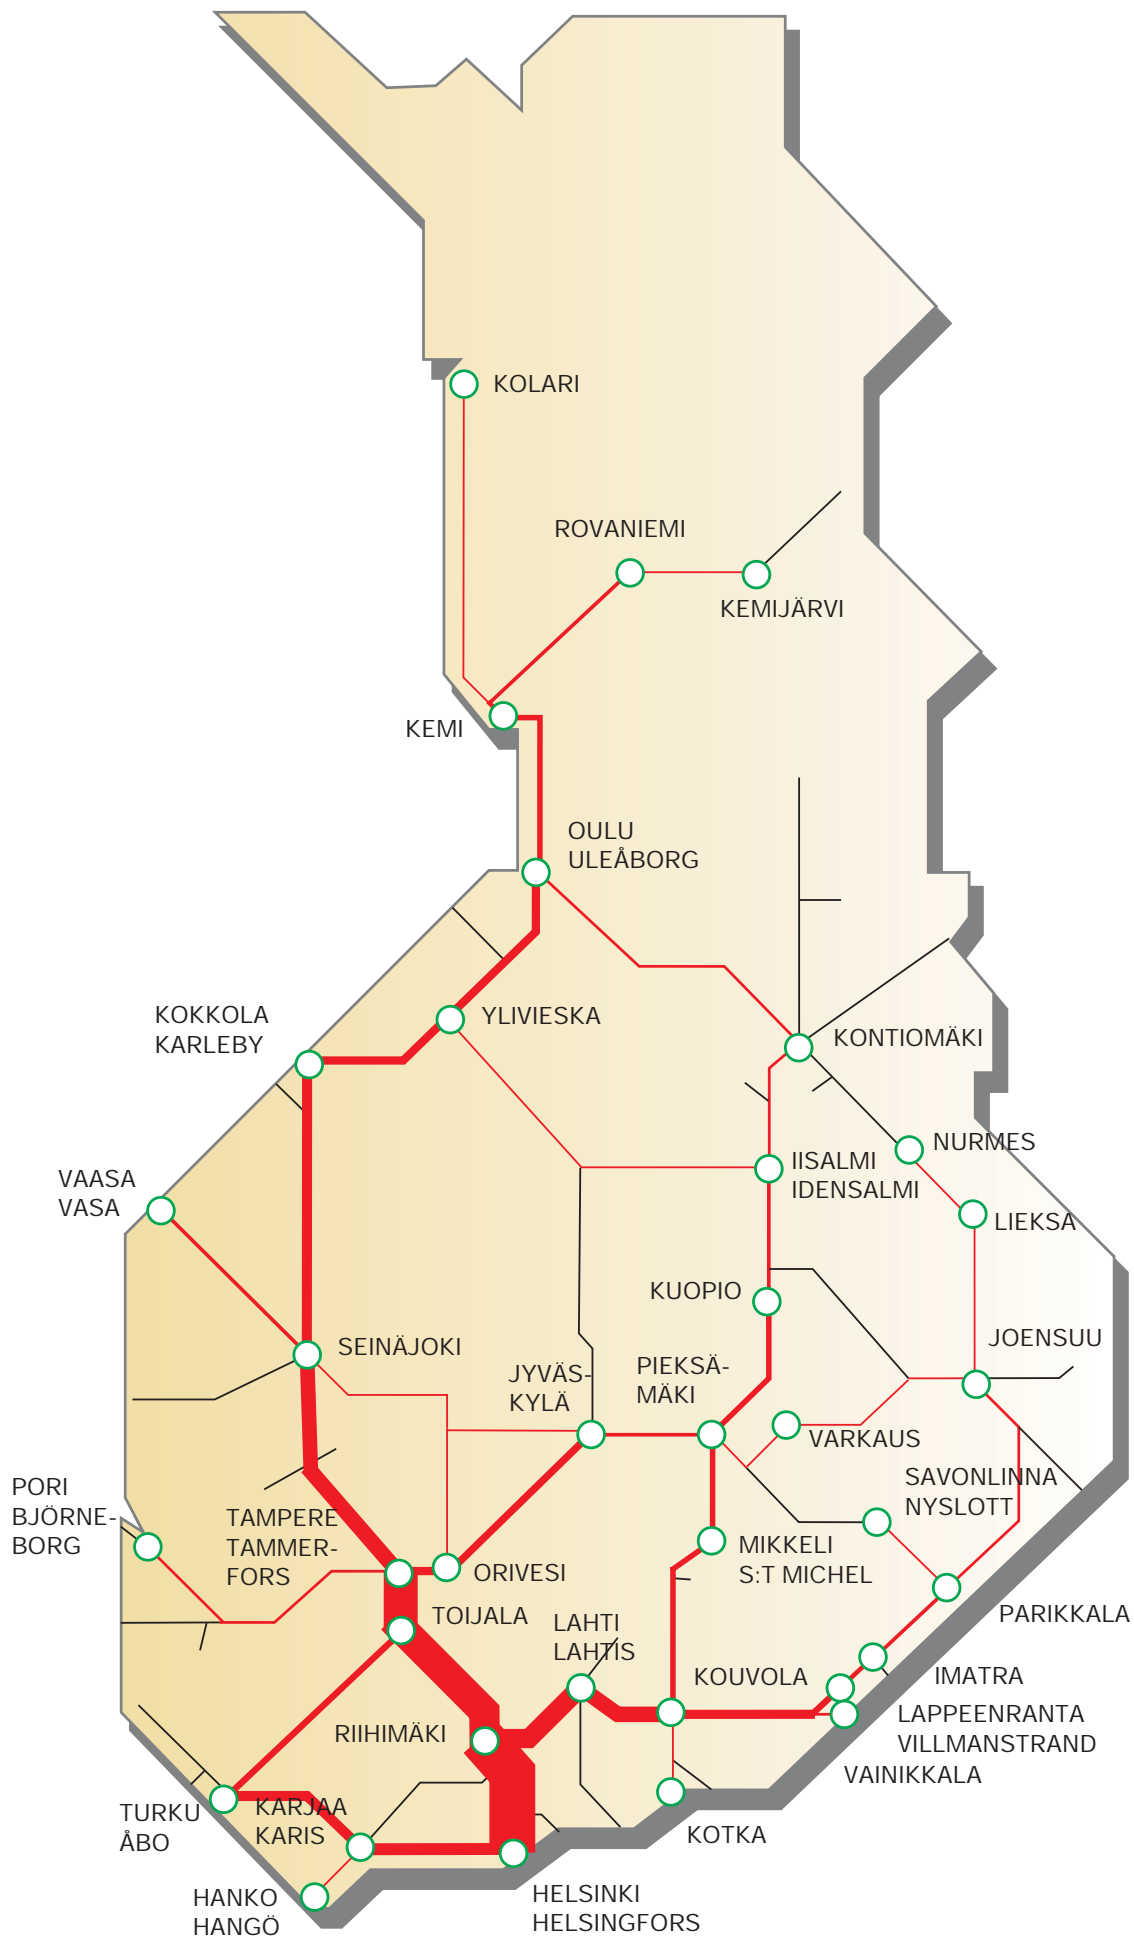 KOLARI
ROVANIEMI
KEMIJÄRVI
KEMI
OULU
ULEÅBORG
KOKKOLA
KARLEBY
YLIVIESKA
KONTIOMÄKI
NURMES
VAASA
VASA
IISALMI
IDENSALMI
LIEKSA
KUOPIO
SEINÄJOKI
JOENSUU
JYVÄS-
KYLÄ
PIEKSÄ-
MÄKI
VARKAUS
PORI
BJÖRNE-
BORG
SAVONLINNA
NYSLOTT
TAMPERE
TAMMER-
FORS
ORIVESI
MIKKELI
S:T MICHEL
TOIJALA
PARIKKALA
LAHTI
LAHTIS
KOUVOLA
IMATRA
RIIHIMÄKI
LAPPEENRANTA
VILLMANSTRAND
VAINIKKALA
TURKU
ÅBO
KARJAA
KARIS
KOTKA
HANKO
HANGÖ
HELSINKI
HELSINGFORS